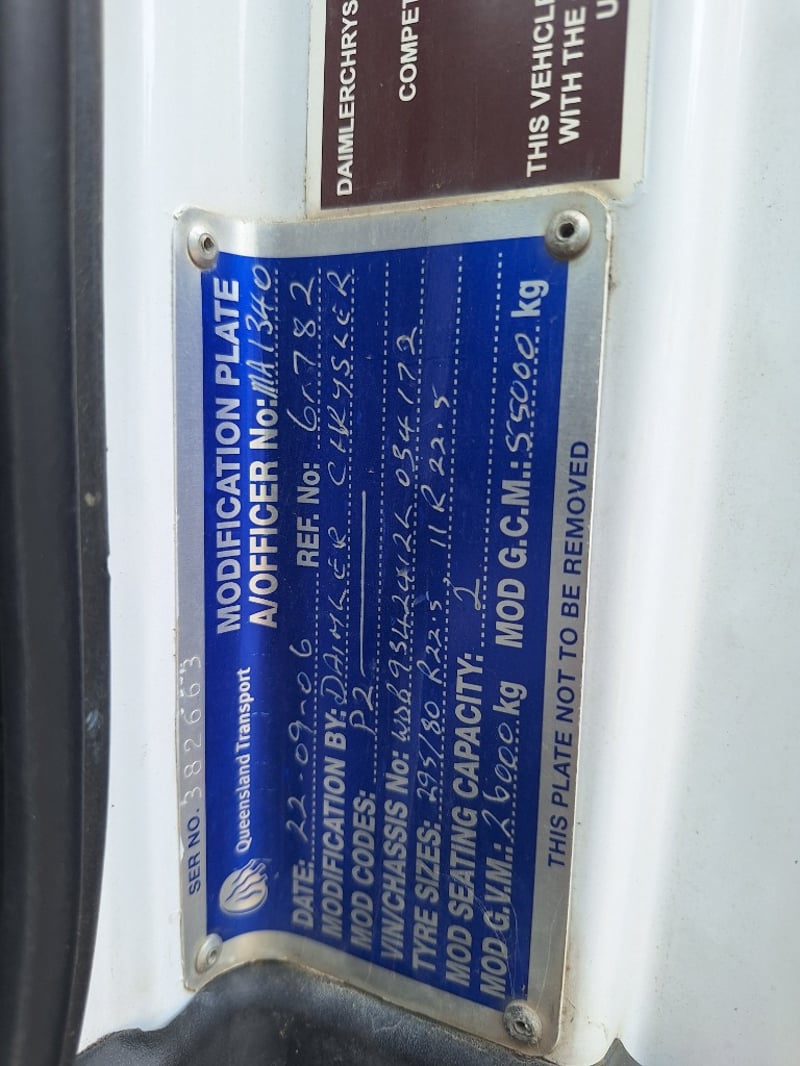 SER NO. 382663
Queensland Transport
MODIFICATION PLATE
A/OFFICER No: MA1340
DATE: 22-09-06 REF. No: 61782
MODIFICATION BY: DAIMLER CHRYSLER
MOD CODES: P2
VIN/CHASSIS No: WDB9342412L034172
TYRE SIZES: 295/80 R22.5, 11R22.5
MOD SEATING CAPACITY: 2
MOD G.V.M.: 26000 kg MOD G.C.M.: 55000 kg
THIS PLATE NOT TO BE REMOVED
DAIMLERCHRYS
COMPET
THIS VEHICLE
WITH THE
U